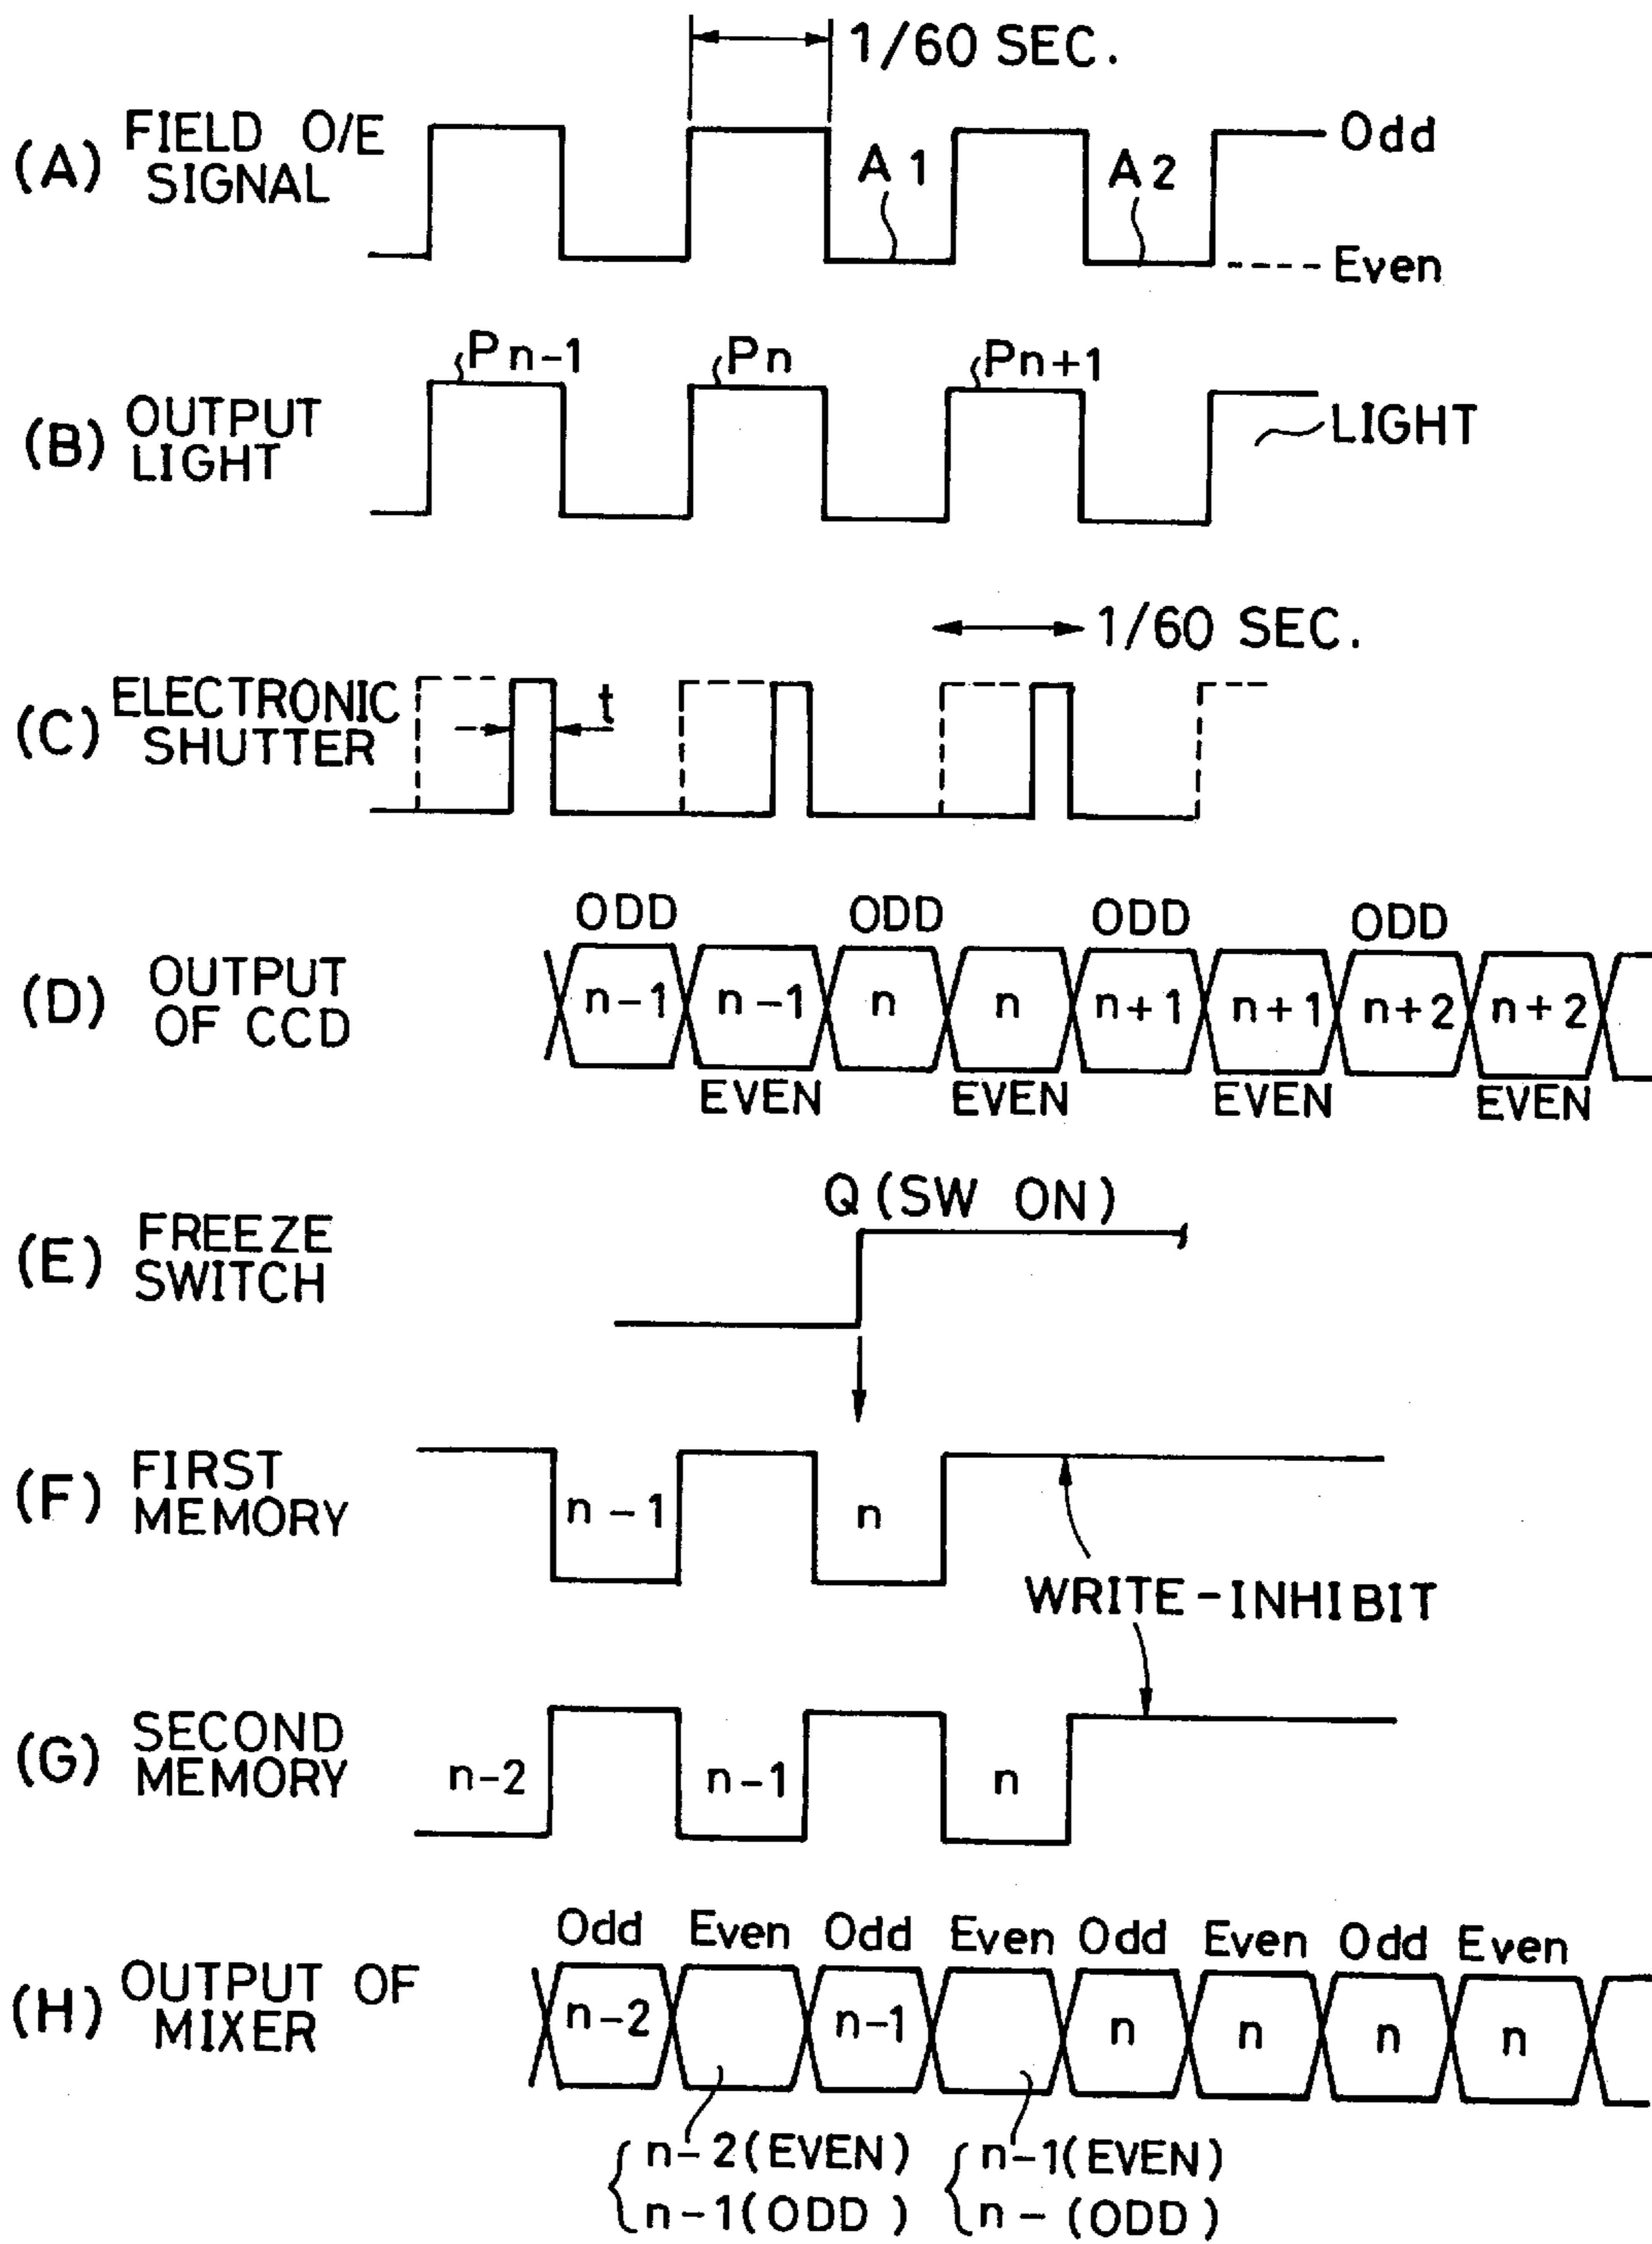 1/60 SEC.
(A) FIELD O/E
SIGNAL
A1
A2
Odd
Even
Pn-1
Pn
Pn+1
(B) OUTPUT
LIGHT
LIGHT
1/60 SEC.
(C) ELECTRONIC
SHUTTER
t
ODD ODD ODD ODD
(D) OUTPUT
OF CCD
n-1 n-1 n n n+1 n+1 n+2 n+2
EVEN EVEN EVEN EVEN
Q (SW ON)
(E) FREEZE
SWITCH
(F) FIRST
MEMORY
n-1 n
WRITE-INHIBIT
(G) SECOND
MEMORY
n-2 n-1 n
Odd Even Odd Even Odd Even Odd Even
(H) OUTPUT OF
MIXER
n-2 n-1 n n n n
n-2(EVEN)
n-1(ODD)
n-1(EVEN)
n-(ODD)